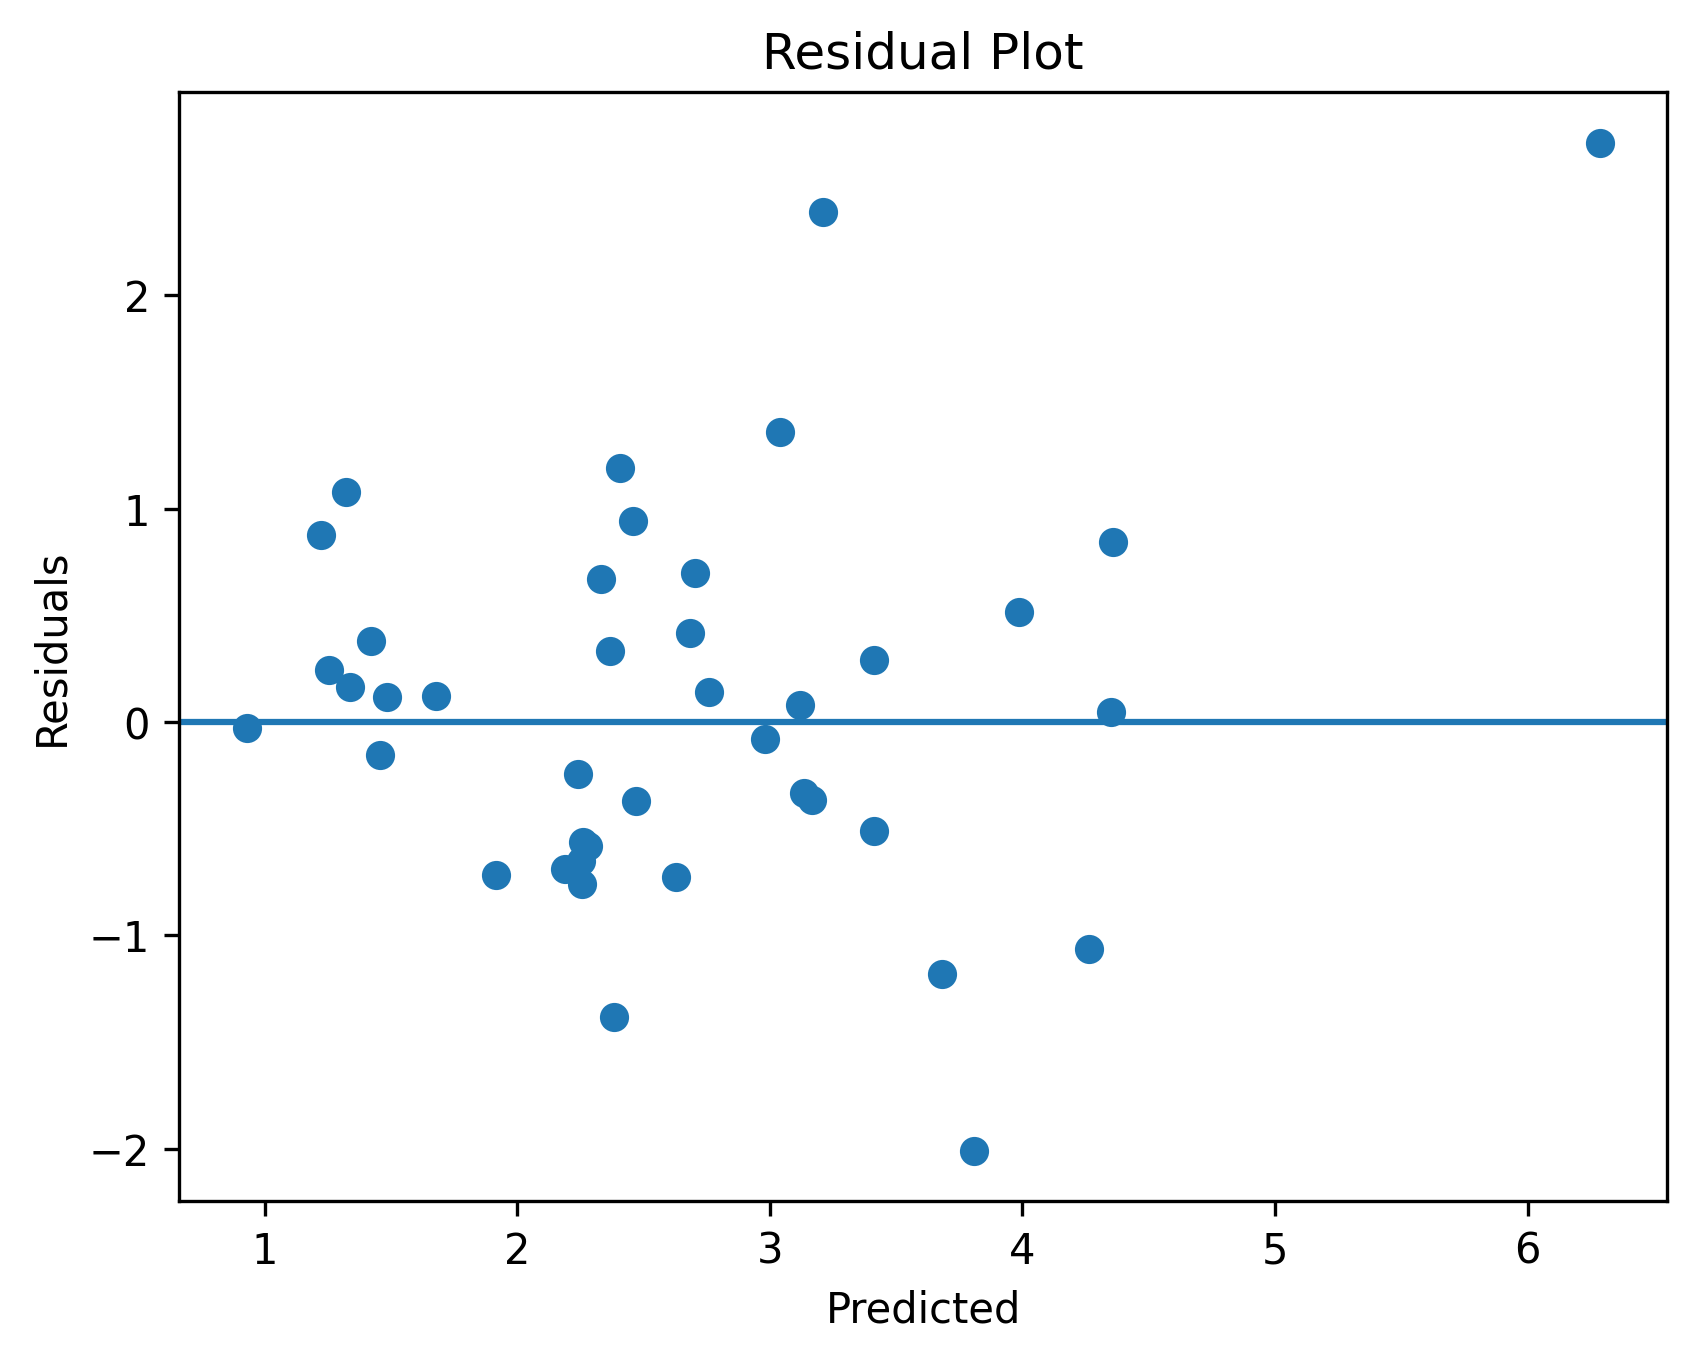 Residual Plot
Residuals
2
1
0
−1
−2
1 2 3 4 5 6
Predicted